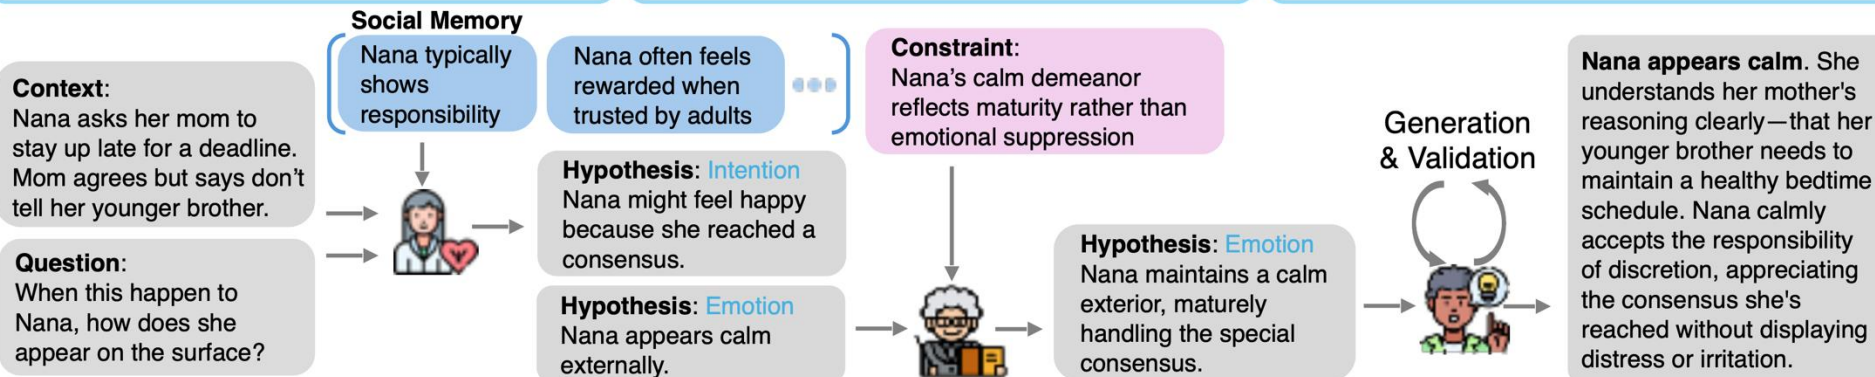 Social Memory
Context:
Nana asks her mom to
stay up late for a deadline.
Mom agrees but says don't
tell her younger brother.
Question:
When this happen to
Nana, how does she
appear on the surface?
Nana typically
shows
responsibility
Nana often feels
rewarded when
trusted by adults
Hypothesis: Intention
Nana might feel happy
because she reached a
consensus.
Hypothesis: Emotion
Nana appears calm
externally.
Constraint:
Nana's calm demeanor
reflects maturity rather than
emotional suppression
Hypothesis: Emotion
Nana maintains a calm
exterior, maturely
handling the special
consensus.
Generation
& Validation
Nana appears calm. She
understands her mother's
reasoning clearly—that her
younger brother needs to
maintain a healthy bedtime
schedule. Nana calmly
accepts the responsibility
of discretion, appreciating
the consensus she's
reached without displaying
distress or irritation.